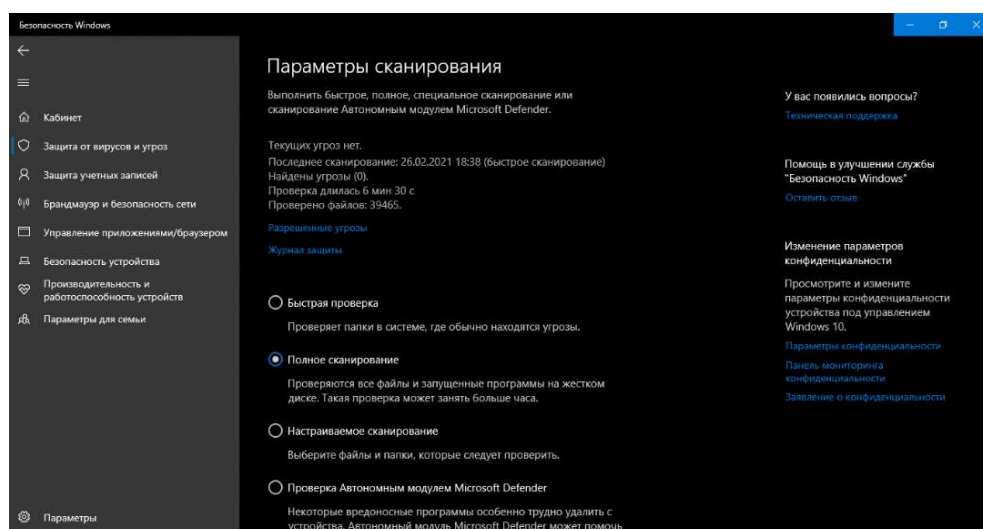 Безопасность Windows
Кабинет
Защита от вирусов и угроз
Защита учетных записей
Брандмауэр и безопасность сети
Управление приложениями/браузером
Безопасность устройства
Производительность и
работоспособность устройств
Параметры для семьи
Параметры
Параметры сканирования
Выполнить быстрое, полное, специальное сканирование или
сканирование Автономным модулем Microsoft Defender.
Текущих угроз нет.
Последнее сканирование: 26.02.2021 18:38 (быстрое сканирование)
Найдены угрозы (0).
Проверка длилась 6 мин 30 с
Проверено файлов: 39465.
Разрешенные угрозы
Журнал защиты
Быстрая проверка
Проверяет папки в системе, где обычно находятся угрозы.
Полное сканирование
Проверяются все файлы и запущенные программы на жестком
диске. Такая проверка может занять больше часа.
Настраиваемое сканирование
Выберите файлы и папки, которые следует проверить.
Проверка Автономным модулем Microsoft Defender
Некоторые вредоносные программы особенно трудно удалить с
устройства. Автономный модуль Microsoft Defender может помочь
У вас появились вопросы?
Техническая поддержка
Помощь в улучшении службы
"Безопасность Windows"
Оставить отзыв
Изменение параметров
конфиденциальности
Просмотрите и измените
параметры конфиденциальности
устройства под управлением
Windows 10.
Параметры конфиденциальности
Панель мониторинга
конфиденциальности
Заявление о конфиденциальности